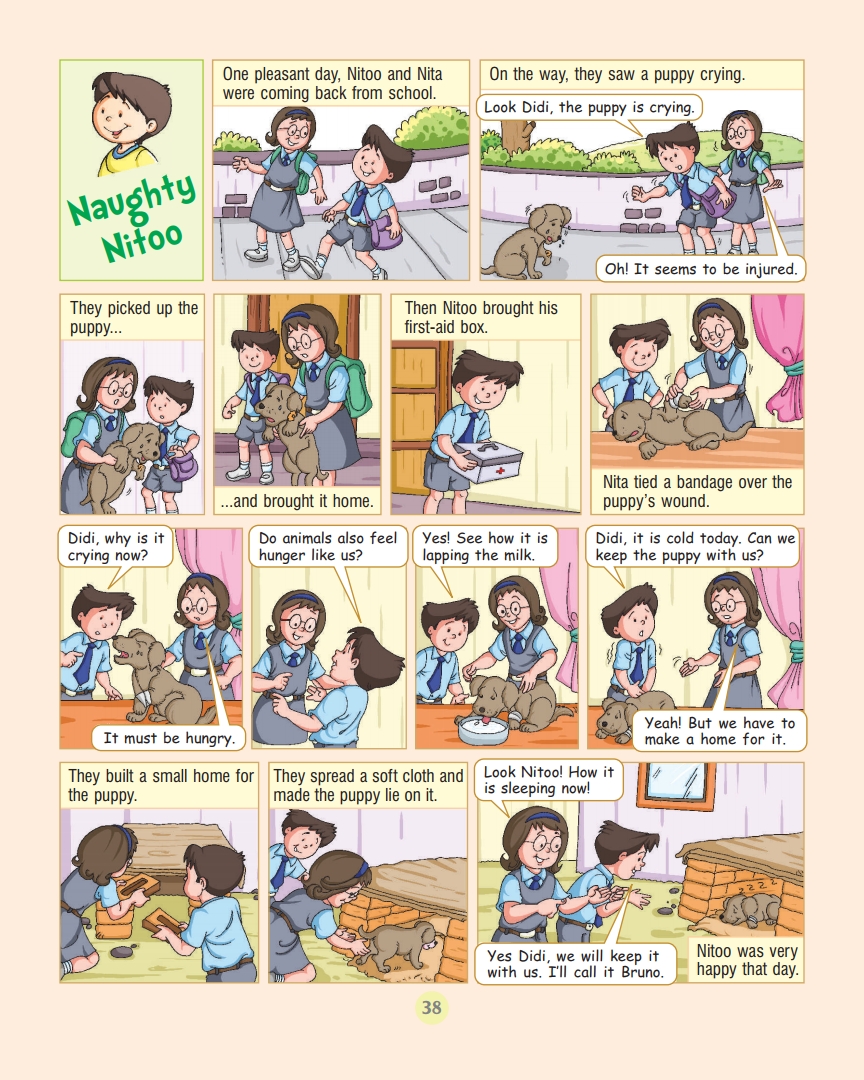 Naughty
Nitoo
One pleasant day, Nitoo and Nita
were coming back from school.
On the way, they saw a puppy crying.
Look Didi, the puppy is crying.
Oh! It seems to be injured.
They picked up the
puppy...
...and brought it home.
Then Nitoo brought his
first-aid box.
Nita tied a bandage over the
puppy's wound.
Didi, why is it
crying now?
It must be hungry.
Do animals also feel
hunger like us?
Yes! See how it is
lapping the milk.
Didi, it is cold today. Can we
keep the puppy with us?
Yeah! But we have to
make a home for it.
They built a small home for
the puppy.
They spread a soft cloth and
made the puppy lie on it.
Look Nitoo! How it
is sleeping now!
zzzz
Yes Didi, we will keep it
with us. I'll call it Bruno.
Nitoo was very
happy that day.
38